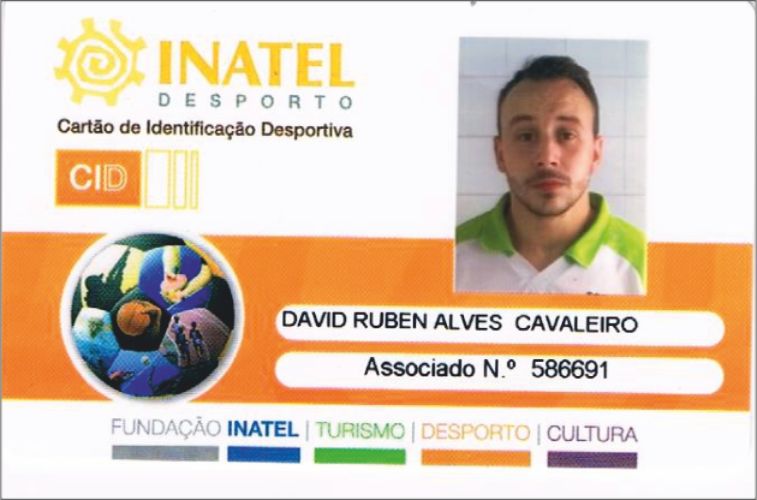 INATEL
DESPORTO
Cartão de Identificação Desportiva
CID
DAVID RUBEN ALVES CAVALEIRO
Associado N.º 586691
FUNDAÇÃO INATEL | TURISMO | DESPORTO | CULTURA